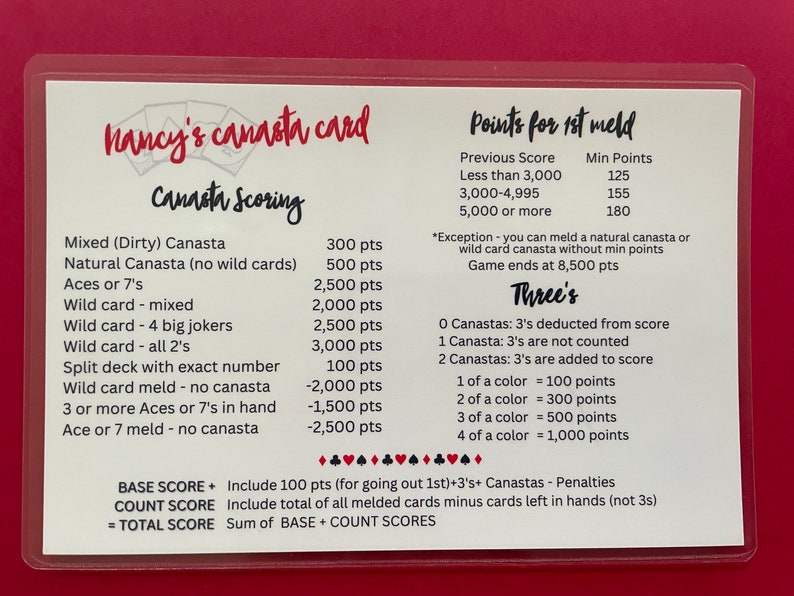 Nancy's canasta card
Canasta Scoring
Mixed (Dirty) Canasta 300 pts
Natural Canasta (no wild cards) 500 pts
Aces or 7's 2,500 pts
Wild card - mixed 2,000 pts
Wild card - 4 big jokers 2,500 pts
Wild card - all 2's 3,000 pts
Split deck with exact number 100 pts
Wild card meld - no canasta -2,000 pts
3 or more Aces or 7's in hand -1,500 pts
Ace or 7 meld - no canasta -2,500 pts
Points for 1st meld
Previous Score Min Points
Less than 3,000 125
3,000-4,995 155
5,000 or more 180
*Exception - you can meld a natural canasta or
wild card canasta without min points
Game ends at 8,500 pts
Three's
0 Canastas: 3's deducted from score
1 Canasta: 3's are not counted
2 Canastas: 3's are added to score
1 of a color = 100 points
2 of a color = 300 points
3 of a color = 500 points
4 of a color = 1,000 points
BASE SCORE + Include 100 pts (for going out 1st)+3's+ Canastas - Penalties
COUNT SCORE Include total of all melded cards minus cards left in hands (not 3s)
= TOTAL SCORE Sum of BASE + COUNT SCORES